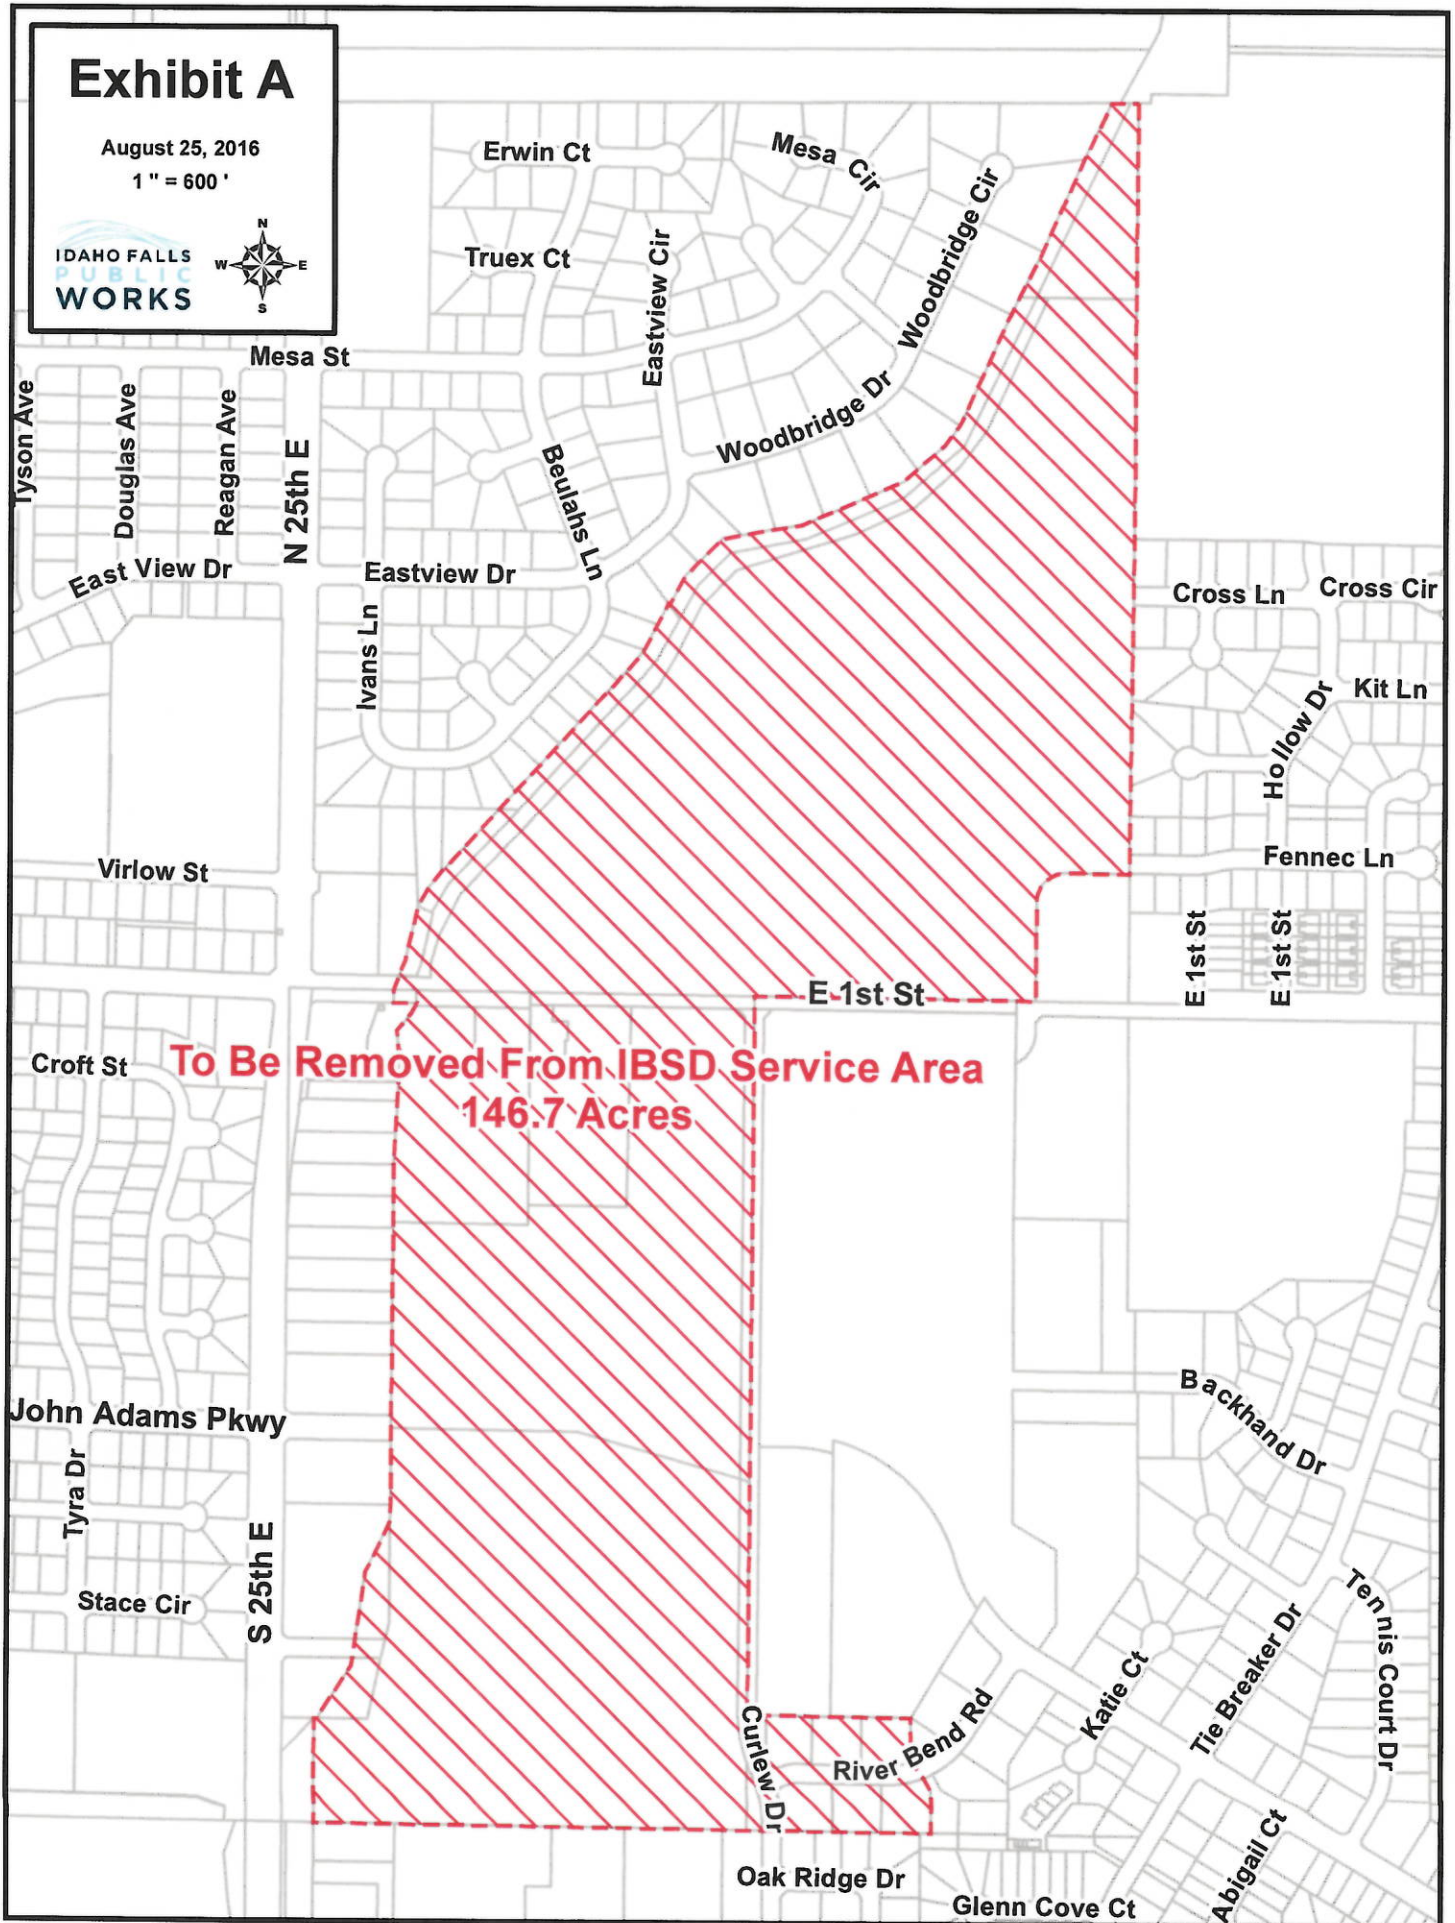 Exhibit A
August 25, 2016
1 " = 600 '
IDAHO FALLS
PUBLIC
WORKS
N
W
E
S
Erwin Ct
Mesa Cir
Truex Ct
Eastview Cir
Woodbridge Cir
Mesa St
Tyson Ave
Douglas Ave
Reagan Ave
N 25th E
Woodbridge Dr
Beulahs Ln
East View Dr
Eastview Dr
Ivans Ln
Cross Ln
Cross Cir
Kit Ln
Hollow Dr
Virlow St
Fennec Ln
E 1st St
E 1st St
E 1st St
Croft St
To Be Removed From IBSD Service Area
146.7 Acres
John Adams Pkwy
Backhand Dr
Tyra Dr
S 25th E
Stace Cir
Tennis Court Dr
Tie Breaker Dr
Katie Ct
Curlew Dr
River Bend Rd
Oak Ridge Dr
Abigail Ct
Glenn Cove Ct